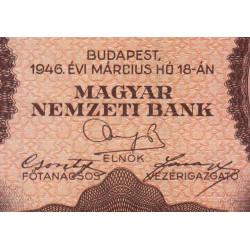 BUDAPEST,
1946. ÉVI MÁRCIUS HÓ 18-ÁN
MAGYAR
NEMZETI BANK
ELNÖK
FŐTANÁCSOS VEZÉRIGAZGATÓ